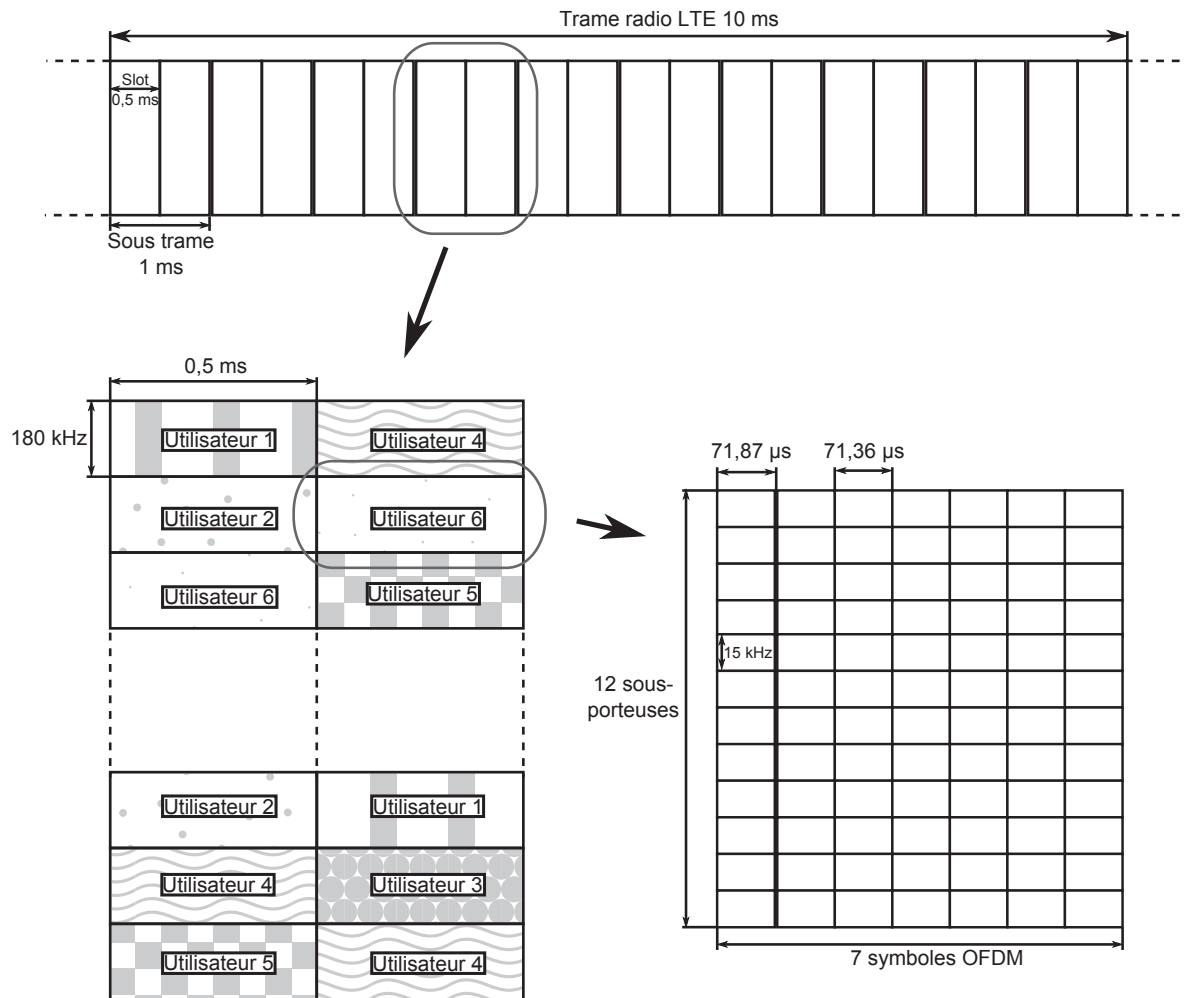 Trame radio LTE 10 ms
Slot
0,5 ms
Sous trame
1 ms
0,5 ms
180 kHz
Utilisateur 1
Utilisateur 4
Utilisateur 2
Utilisateur 6
Utilisateur 6
Utilisateur 5
Utilisateur 2
Utilisateur 1
Utilisateur 4
Utilisateur 3
Utilisateur 5
Utilisateur 4
71,87 µs
71,36 µs
15 kHz
12 sous-
porteuses
7 symboles OFDM